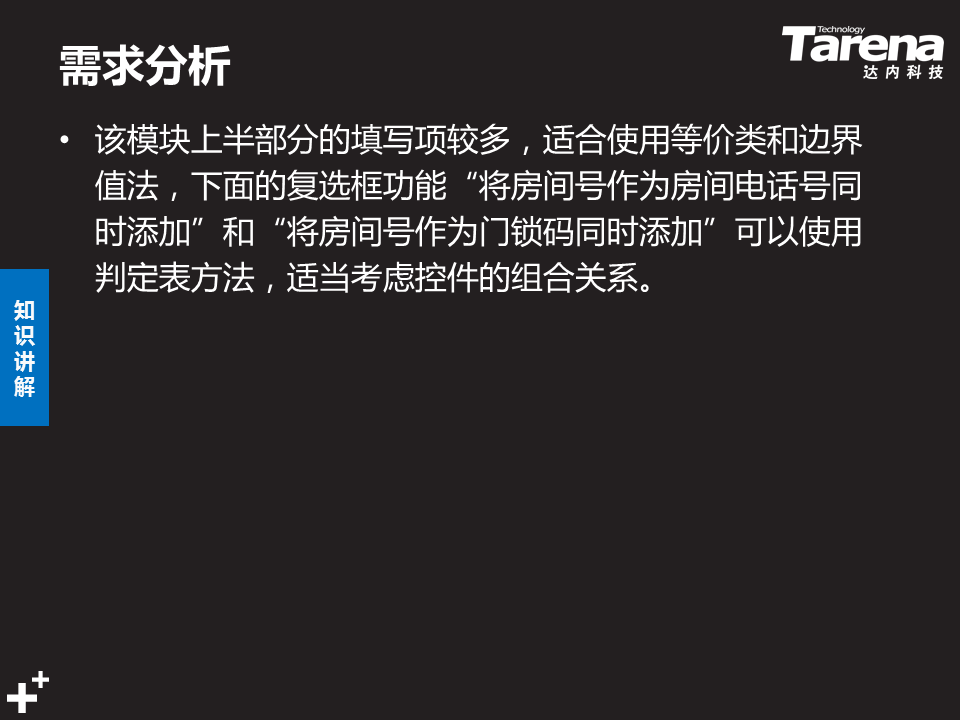 需求分析
Technology
Tarena
达内科技
• 该模块上半部分的填写项较多，适合使用等价类和边界
值法，下面的复选框功能“将房间号作为房间电话号同
时添加”和“将房间号作为门锁码同时添加”可以使用
判定表方法，适当考虑控件的组合关系。
知
识
讲
解